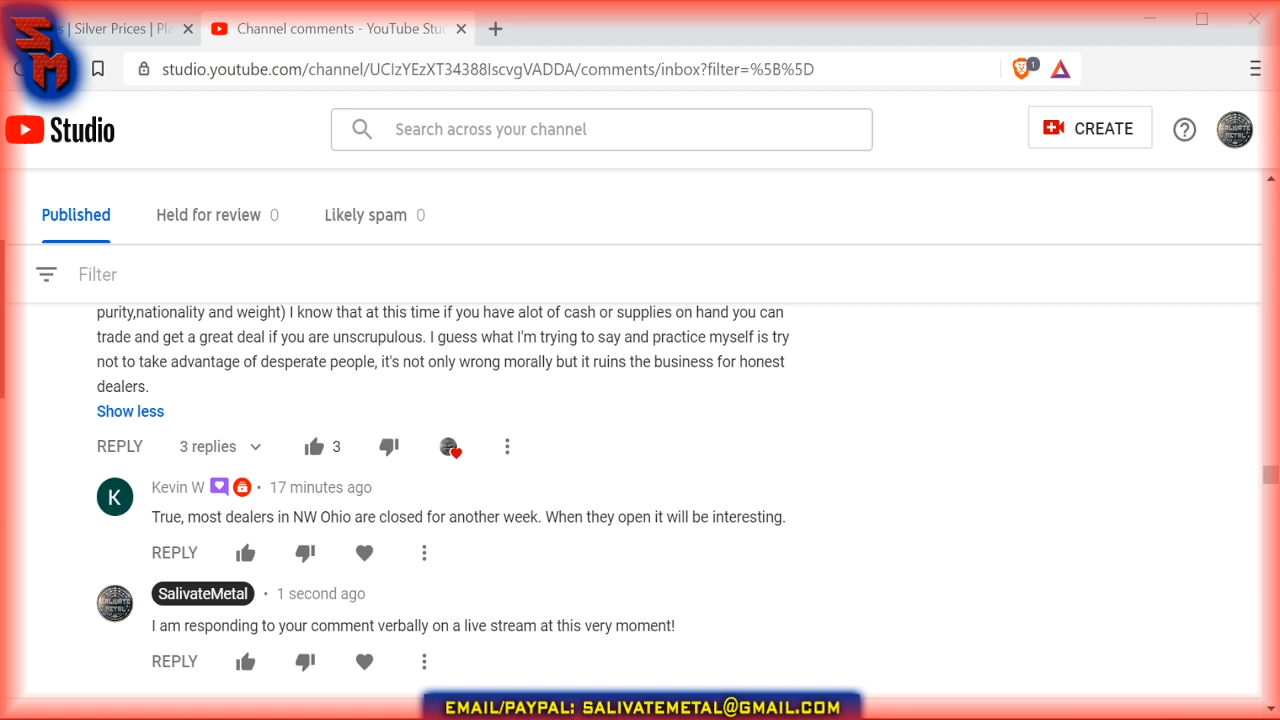 SM
| Silver Prices | Pla
Channel comments - YouTube Stu
studio.youtube.com/channel/UCIzYEzXT34388IscvgVADDA/comments/inbox?filter=%5B%5D
1
Studio
Search across your channel
CREATE
Published
Held for review 0
Likely spam 0
Filter
purity,nationality and weight) I know that at this time if you have alot of cash or supplies on hand you can
trade and get a great deal if you are unscrupulous. I guess what I'm trying to say and practice myself is try
not to take advantage of desperate people, it's not only wrong morally but it ruins the business for honest
dealers.
Show less
REPLY 3 replies 3
K
Kevin W • 17 minutes ago
True, most dealers in NW Ohio are closed for another week. When they open it will be interesting.
REPLY
SalivateMetal • 1 second ago
I am responding to your comment verbally on a live stream at this very moment!
REPLY
EMAIL/PAYPAL: SALIVATEMETAL@GMAIL.COM